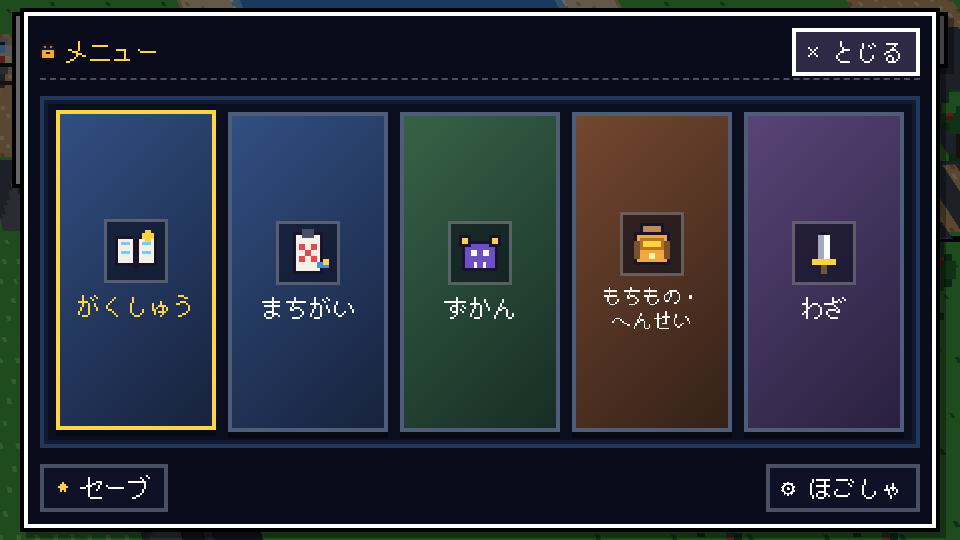 メニュー
× とじる
がくしゅう
まちがい
ずかん
もちもの・
へんせい
わざ
セーブ
ほごしゃ